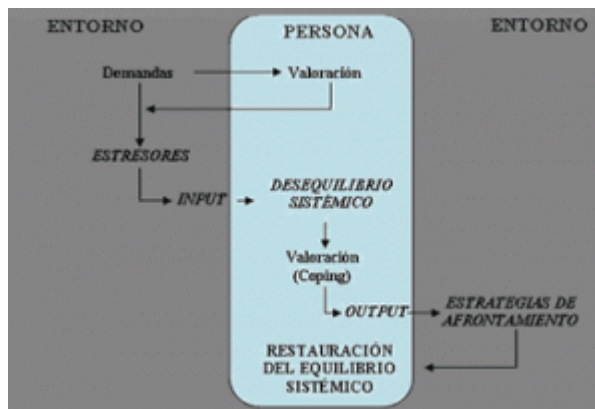 ENTORNO
PERSONA
ENTORNO
Demandas
Valoración
ESTRESORES
INPUT
DESEQUILIBRIO
SISTÉMICO
Valoración
(Coping)
OUTPUT
ESTRATEGIAS DE
AFRONTAMIENTO
RESTAURACIÓN
DEL EQUILIBRIO
SISTÉMICO